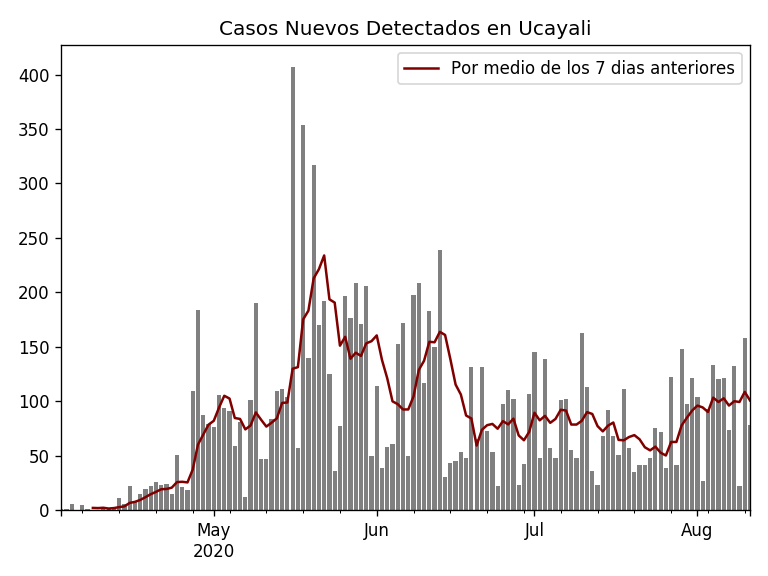 Casos Nuevos Detectados en Ucayali
Por medio de los 7 dias anteriores
400
350
300
250
200
150
100
50
0
May
2020
Jun
Jul
Aug